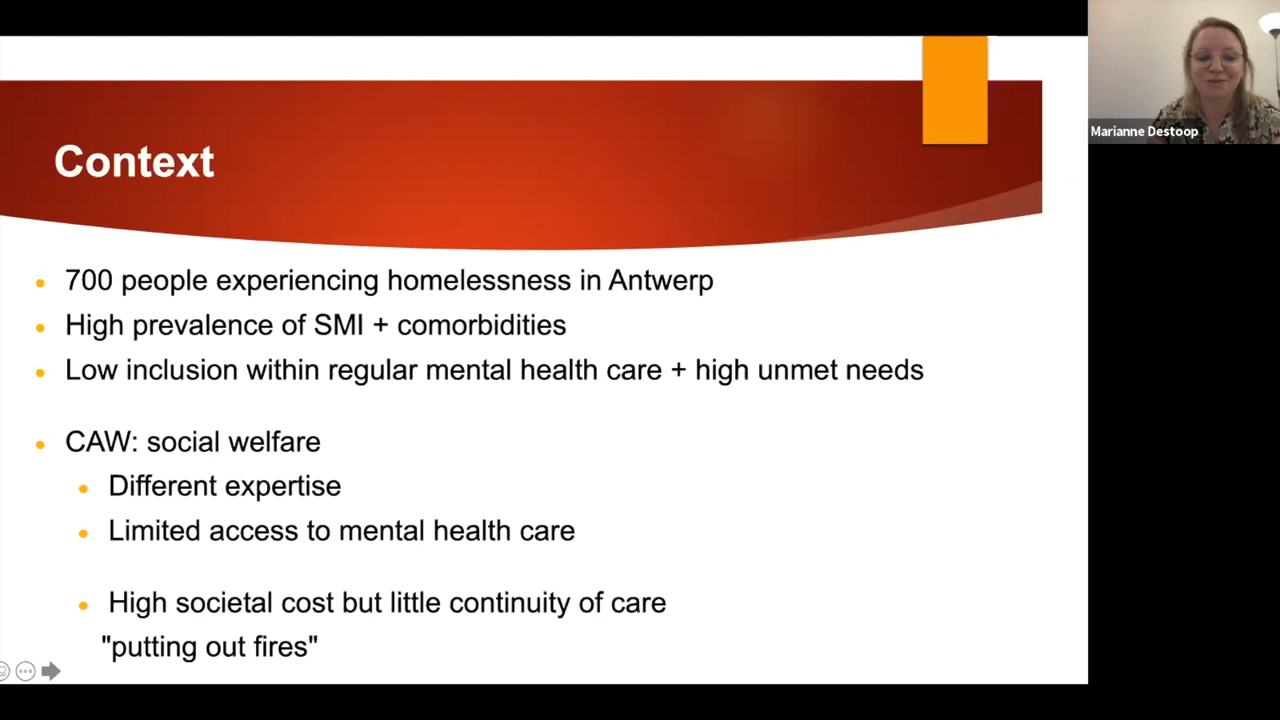 Context
700 people experiencing homelessness in Antwerp
High prevalence of SMI + comorbidities
Low inclusion within regular mental health care + high unmet needs
CAW: social welfare
Different expertise
Limited access to mental health care
High societal cost but little continuity of care
"putting out fires"
Marianne Destoop